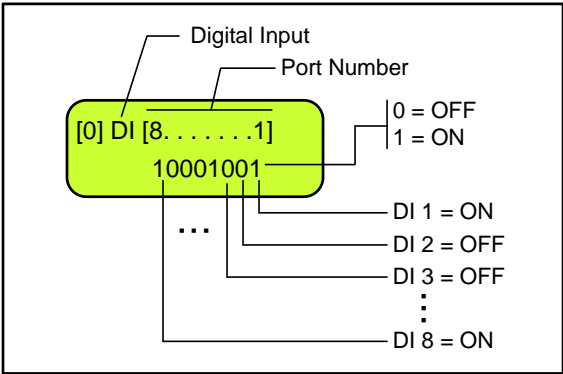 Digital Input
Port Number
[0] DI [8. . . . . . .1]
10001001
0 = OFF
1 = ON
DI 1 = ON
...
DI 2 = OFF
DI 3 = OFF
⋮
DI 8 = ON